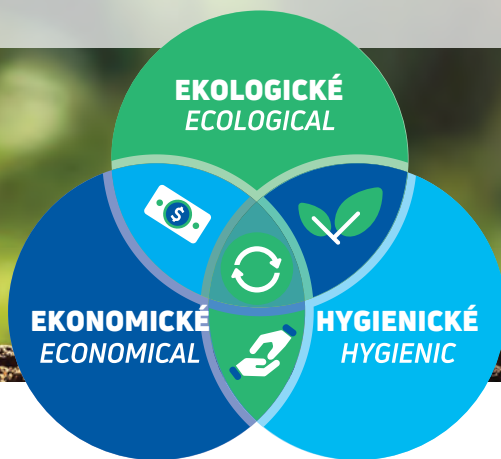 EKOLOGICKÉ
ECOLOGICAL
$
EKONOMICKÉ
ECONOMICAL
HYGIENICKÉ
HYGIENIC